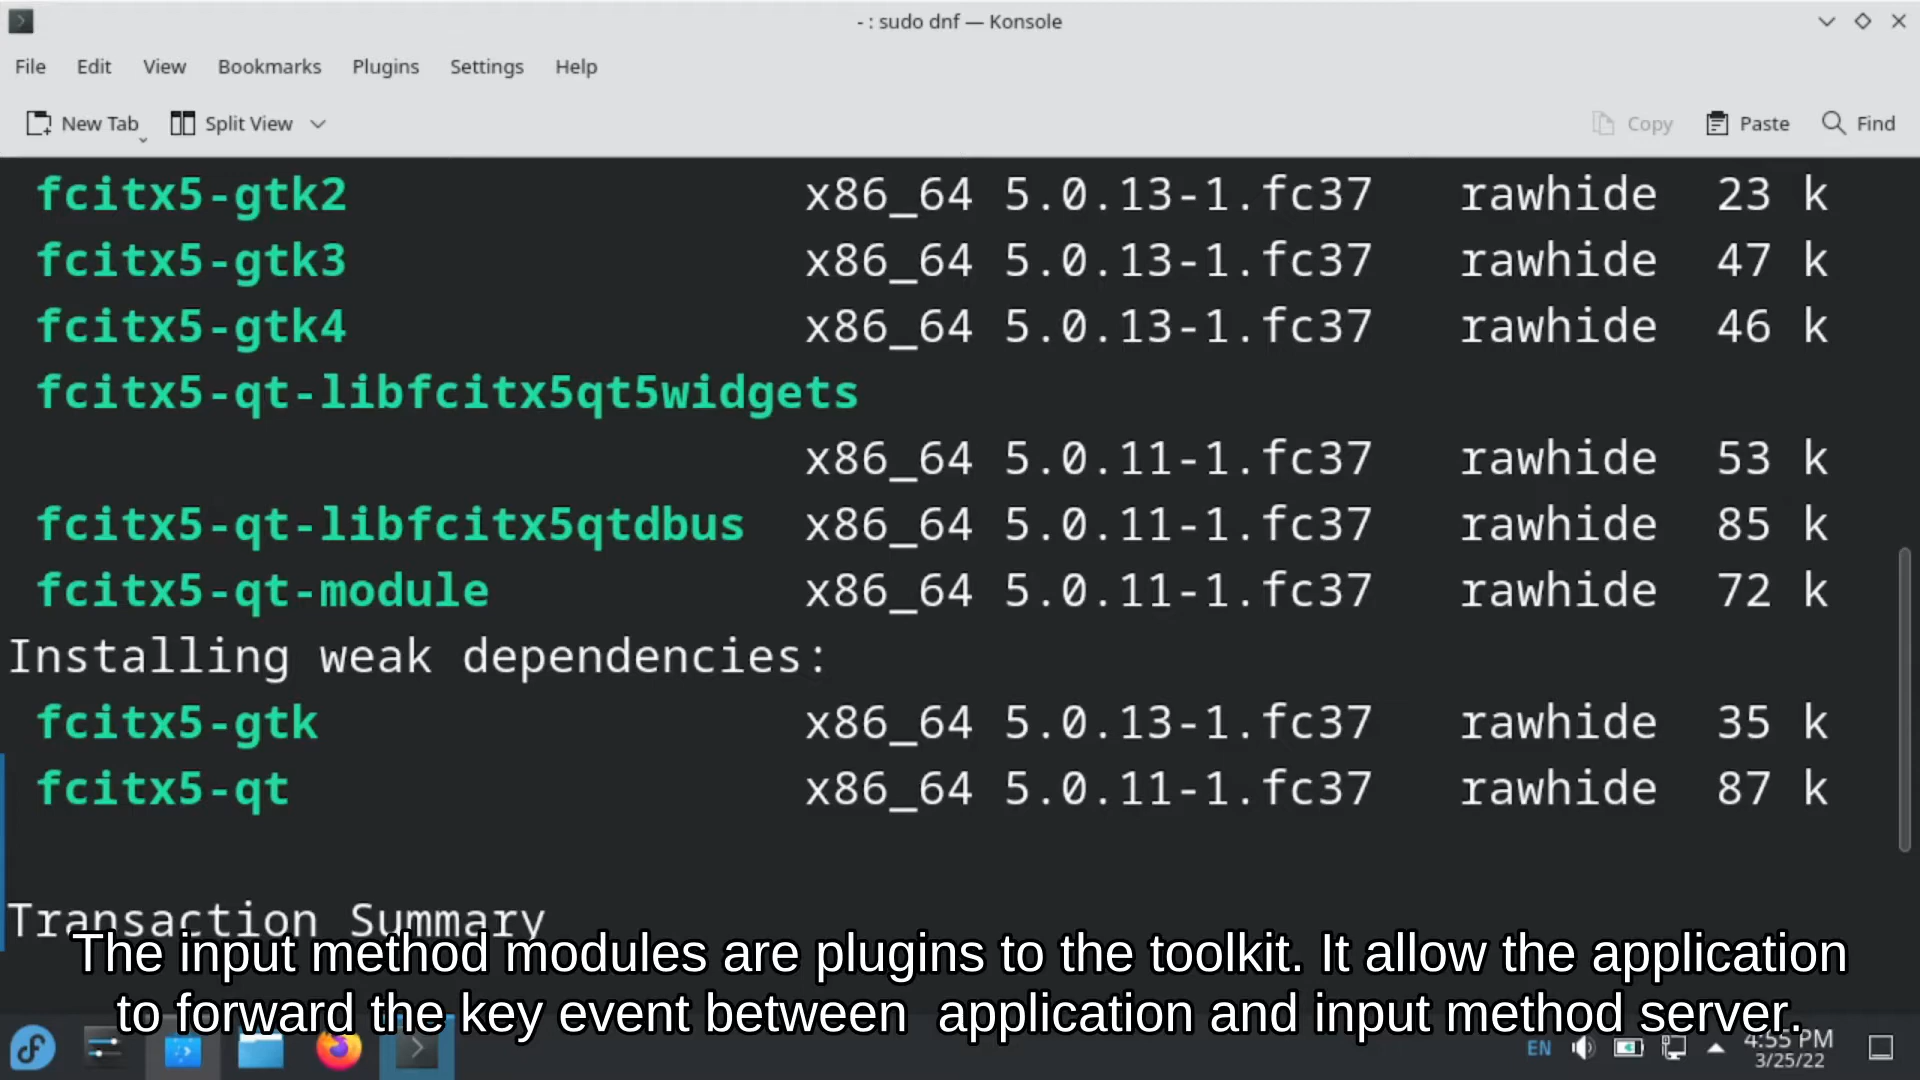 - : sudo dnf — Konsole
File Edit View Bookmarks Plugins Settings Help
New Tab Split View Copy Paste Find
fcitx5-gtk2 x86_64 5.0.13-1.fc37 rawhide 23 k
fcitx5-gtk3 x86_64 5.0.13-1.fc37 rawhide 47 k
fcitx5-gtk4 x86_64 5.0.13-1.fc37 rawhide 46 k
fcitx5-qt-libfcitx5qt5widgets
x86_64 5.0.11-1.fc37 rawhide 53 k
fcitx5-qt-libfcitx5qtdbus x86_64 5.0.11-1.fc37 rawhide 85 k
fcitx5-qt-module x86_64 5.0.11-1.fc37 rawhide 72 k
Installing weak dependencies:
fcitx5-gtk x86_64 5.0.13-1.fc37 rawhide 35 k
fcitx5-qt x86_64 5.0.11-1.fc37 rawhide 87 k
Transaction Summary
The input method modules are plugins to the toolkit. It allow the application
to forward the key event between application and input method server.
EN 4:55 PM
3/25/22